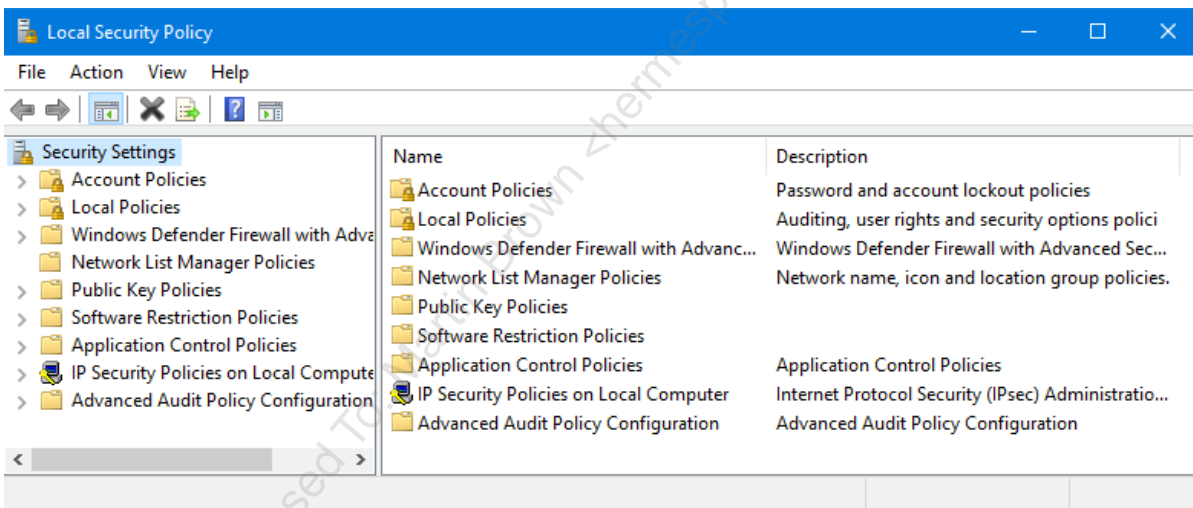 Local Security Policy
File Action View Help
Security Settings
Account Policies
Local Policies
Windows Defender Firewall with Adva
Network List Manager Policies
Public Key Policies
Software Restriction Policies
Application Control Policies
IP Security Policies on Local Compute
Advanced Audit Policy Configuration
Name Description
Account Policies Password and account lockout policies
Local Policies Auditing, user rights and security options polici
Windows Defender Firewall with Advanc... Windows Defender Firewall with Advanced Sec...
Network List Manager Policies Network name, icon and location group policies.
Public Key Policies
Software Restriction Policies
Application Control Policies Application Control Policies
IP Security Policies on Local Computer Internet Protocol Security (IPsec) Administratio...
Advanced Audit Policy Configuration Advanced Audit Policy Configuration
sed To: Martin Brown <hermesp